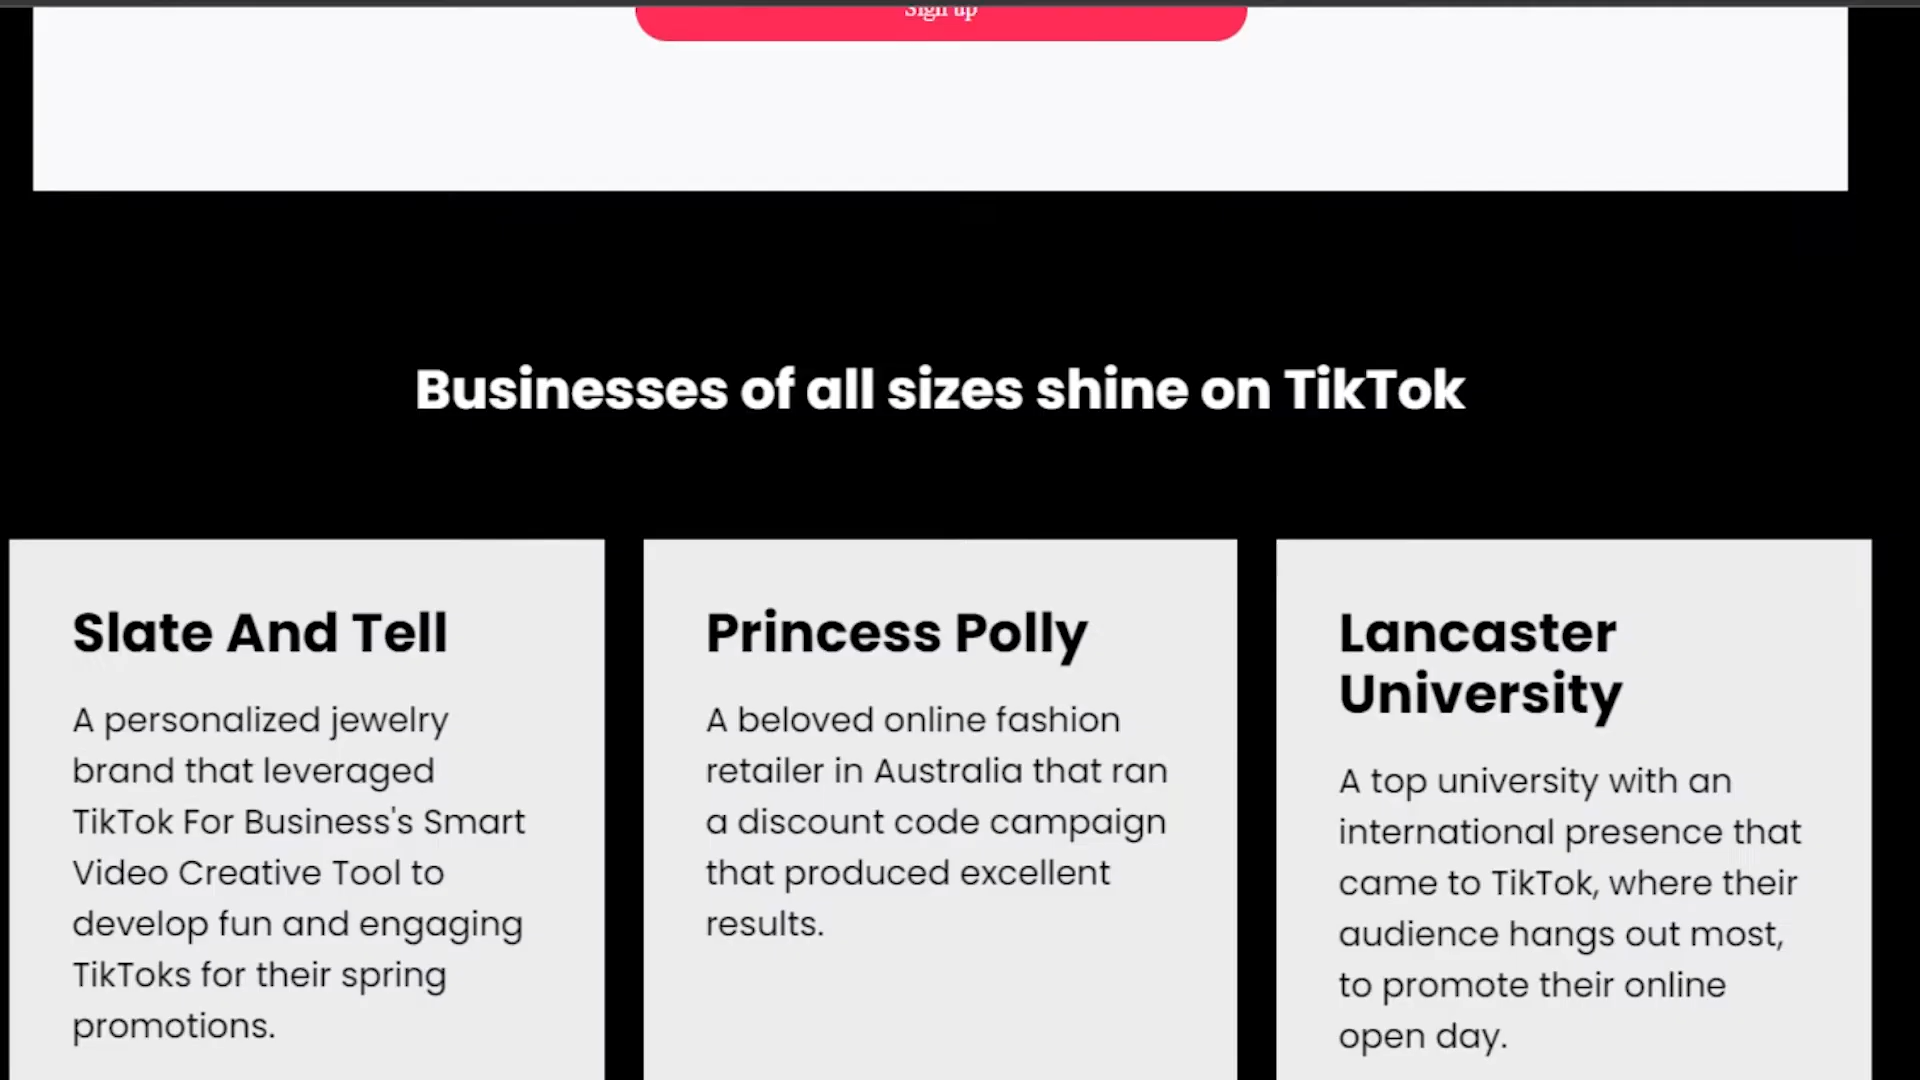 Sign up
Businesses of all sizes shine on TikTok
Slate And Tell
A personalized jewelry
brand that leveraged
TikTok For Business's Smart
Video Creative Tool to
develop fun and engaging
TikToks for their spring
promotions.
Princess Polly
A beloved online fashion
retailer in Australia that ran
a discount code campaign
that produced excellent
results.
Lancaster
University
A top university with an
international presence that
came to TikTok, where their
audience hangs out most,
to promote their online
open day.